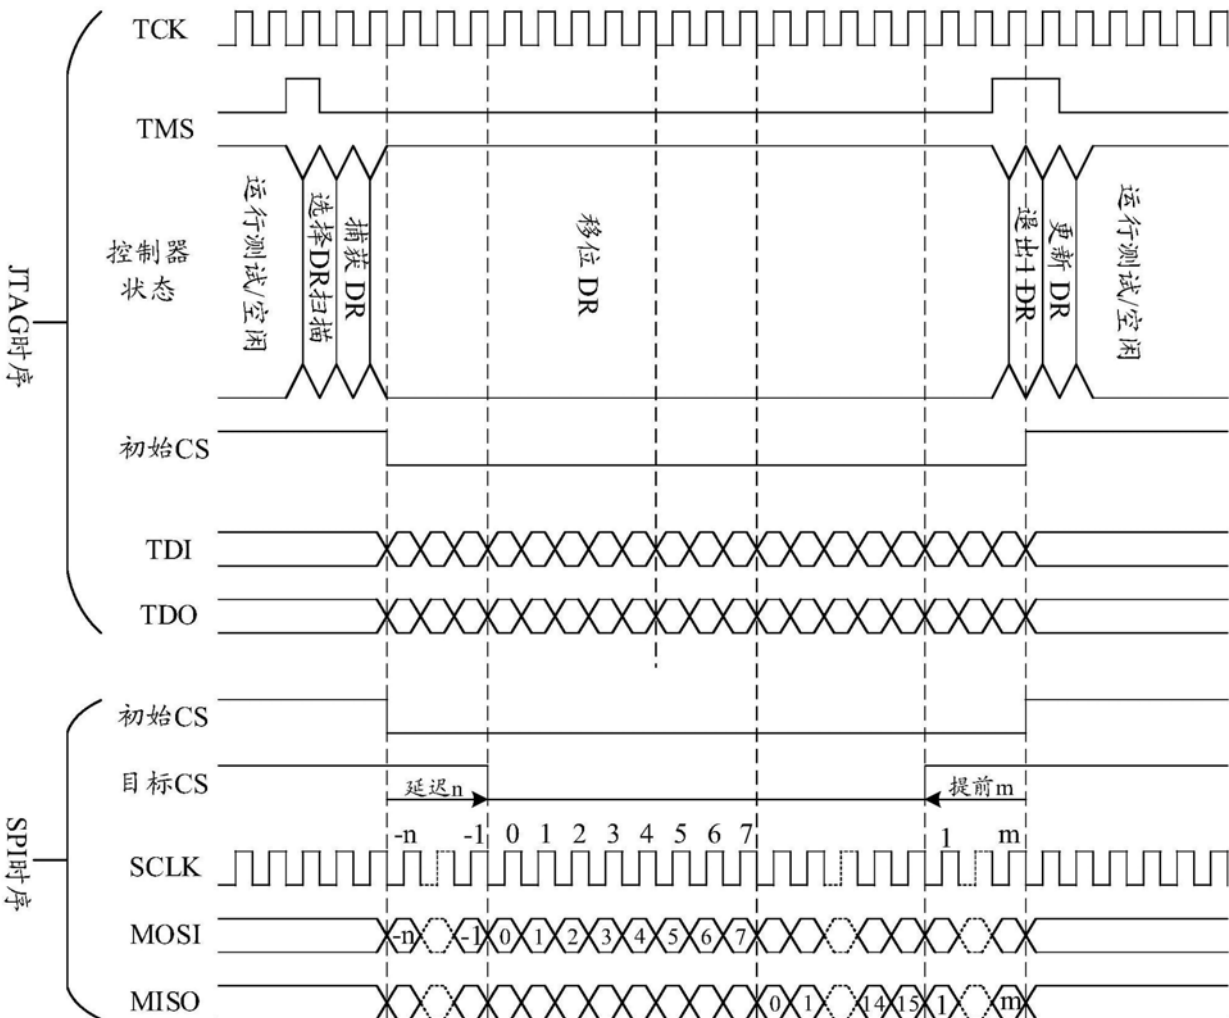 TCK
TMS
控制器
状态
运行测试/空闲
选择DR扫描
捕获 DR
移位 DR
退出1-DR
更新 DR
运行测试/空闲
JTAG时序
初始CS
TDI
TDO
初始CS
目标CS
延迟n
提前m
SPI时序
-n -1 0 1 2 3 4 5 6 7 1 m
SCLK
MOSI -n -1 0 1 2 3 4 5 6 7
MISO 0 1 14 15 1 m